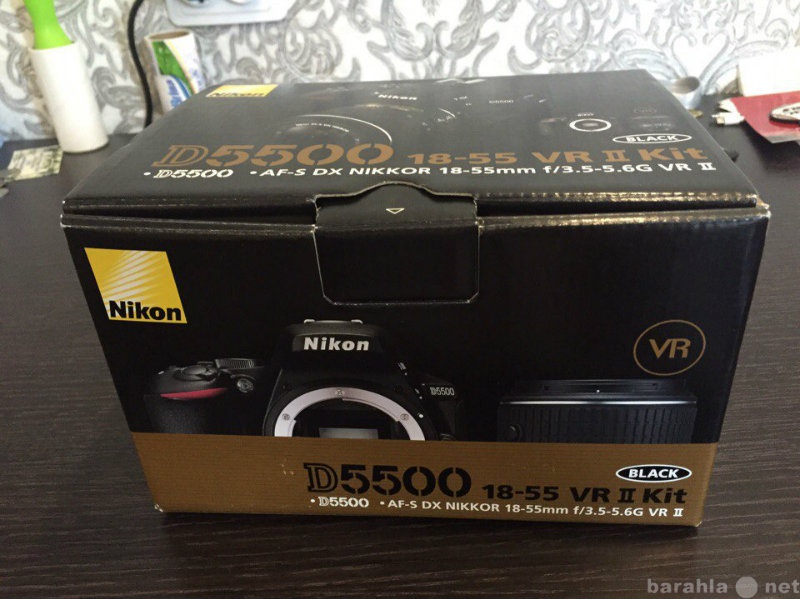 Nikon
Nikon
D5500
D5500 18-55 VR II Kit
BLACK
• D5500 • AF-S DX NIKKOR 18-55mm f/3.5-5.6G VR II
Nikon
VR
Nikon
D5500
D5500 18-55 VR II Kit
BLACK
• D5500 • AF-S DX NIKKOR 18-55mm f/3.5-5.6G VR II
barahla net